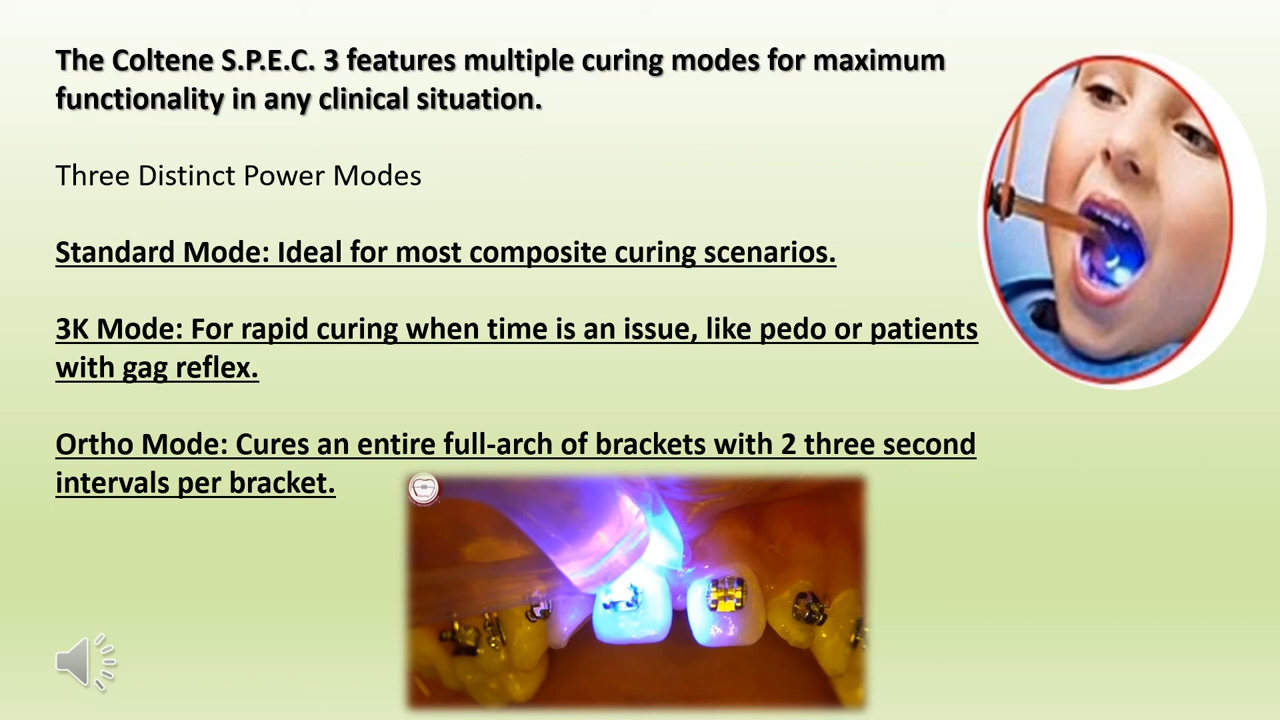 The Coltene S.P.E.C. 3 features multiple curing modes for maximum
functionality in any clinical situation.
Three Distinct Power Modes
Standard Mode: Ideal for most composite curing scenarios.
3K Mode: For rapid curing when time is an issue, like pedo or patients
with gag reflex.
Ortho Mode: Cures an entire full-arch of brackets with 2 three second
intervals per bracket.